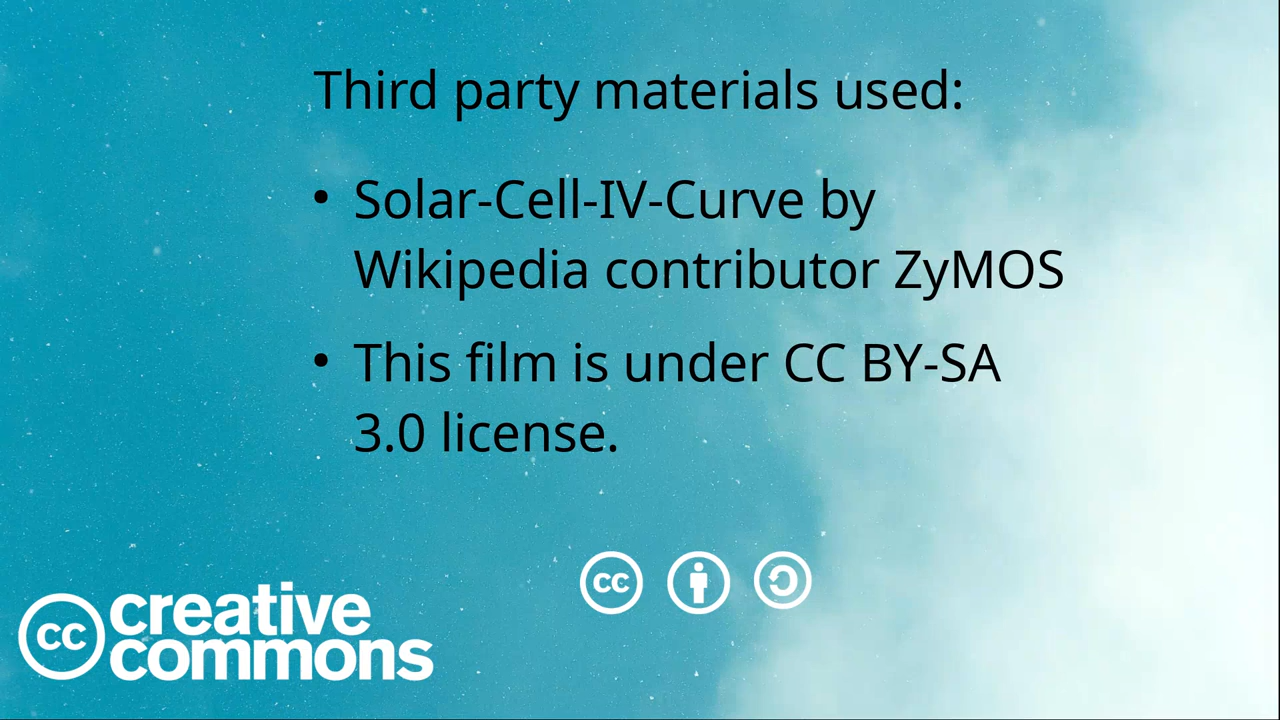 Third party materials used:
• Solar-Cell-IV-Curve by
Wikipedia contributor ZyMOS
• This film is under CC BY-SA
3.0 license.
cc
cc creative
commons